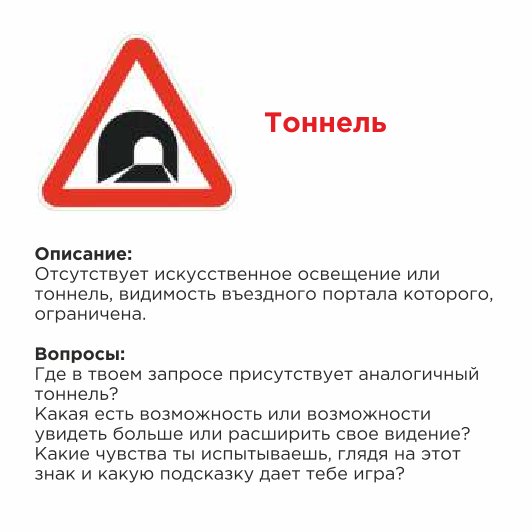 Тоннель
Описание:
Отсутствует искусственное освещение или
тоннель, видимость въездного портала которого,
ограничена.
Вопросы:
Где в твоем запросе присутствует аналогичный
тоннель?
Какая есть возможность или возможности
увидеть больше или расширить свое видение?
Какие чувства ты испытываешь, глядя на этот
знак и какую подсказку дает тебе игра?